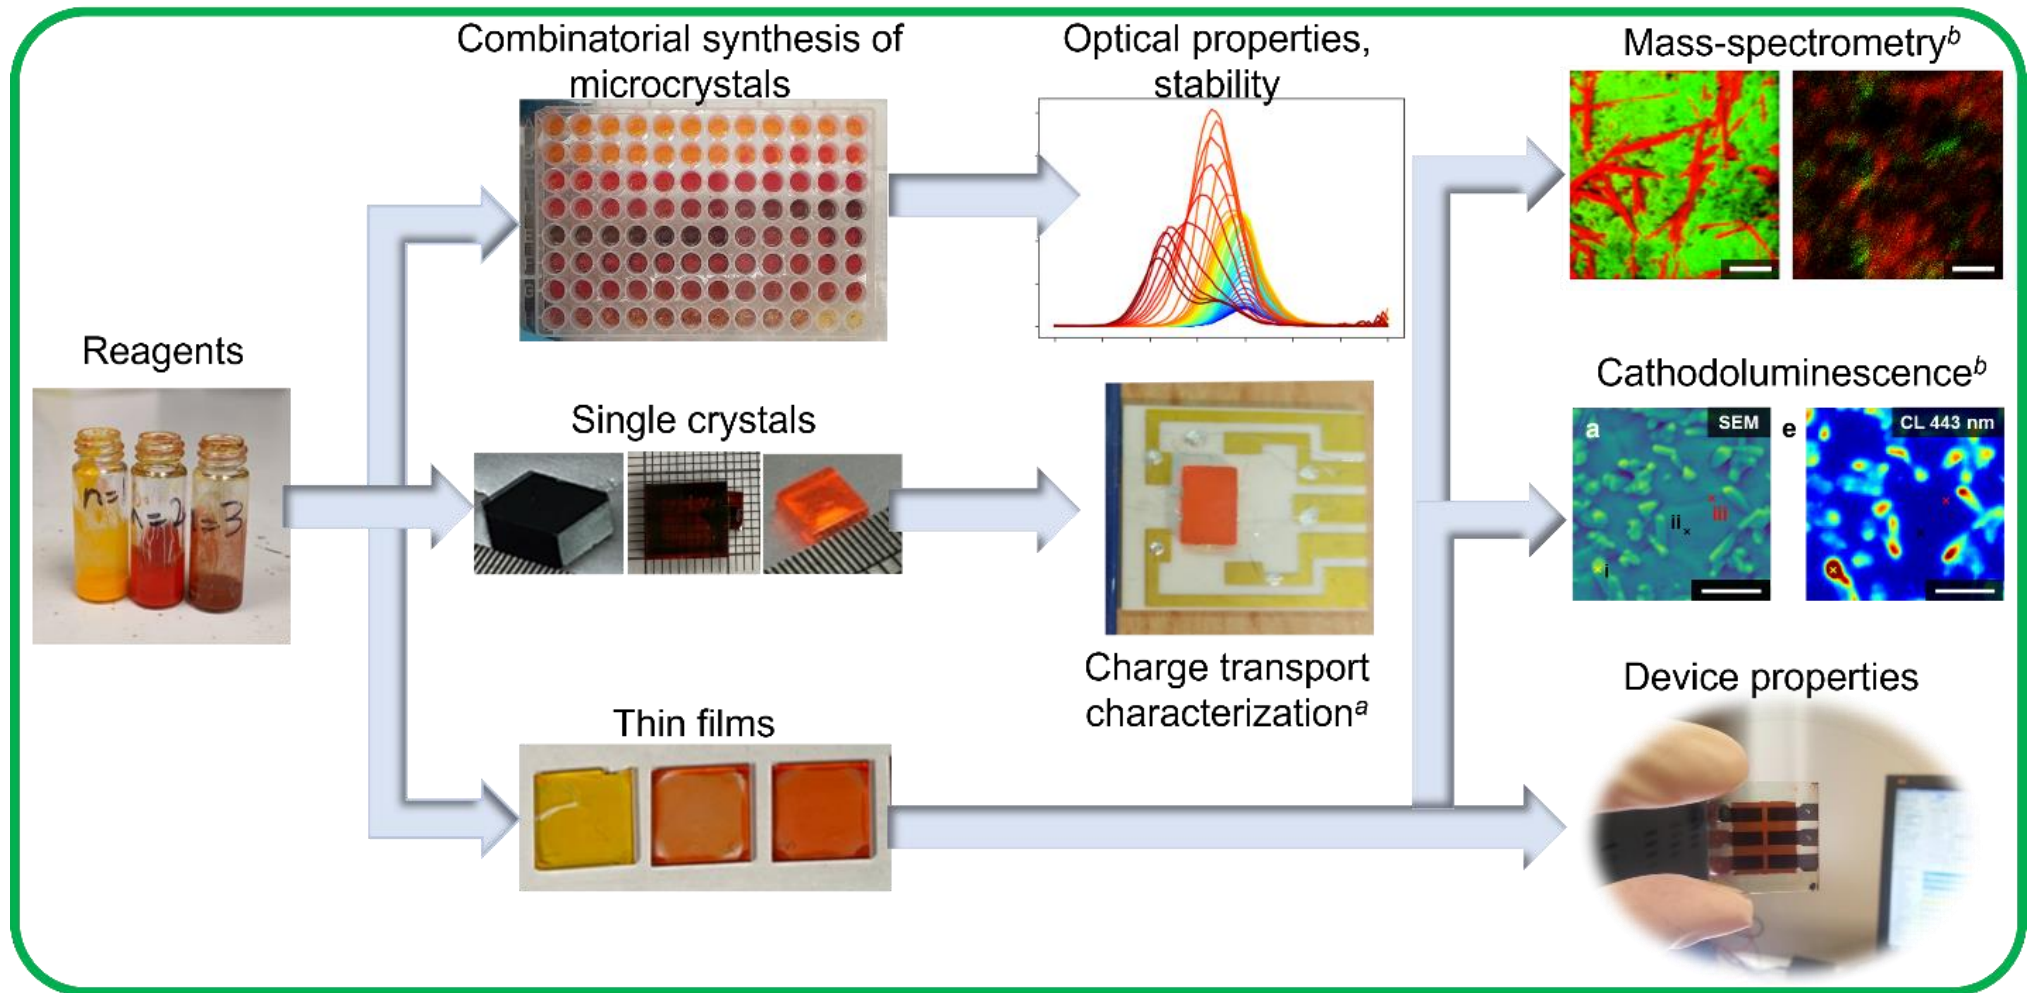 Combinatorial synthesis of
microcrystals
Optical properties,
stability
Mass-spectrometryᵇ
Reagents
n=1
n=2
n=3
Single crystals
Cathodoluminescenceᵇ
a
SEM
ii
iii
i
e
CL 443 nm
Charge transport
characterizationᵃ
Thin films
Device properties